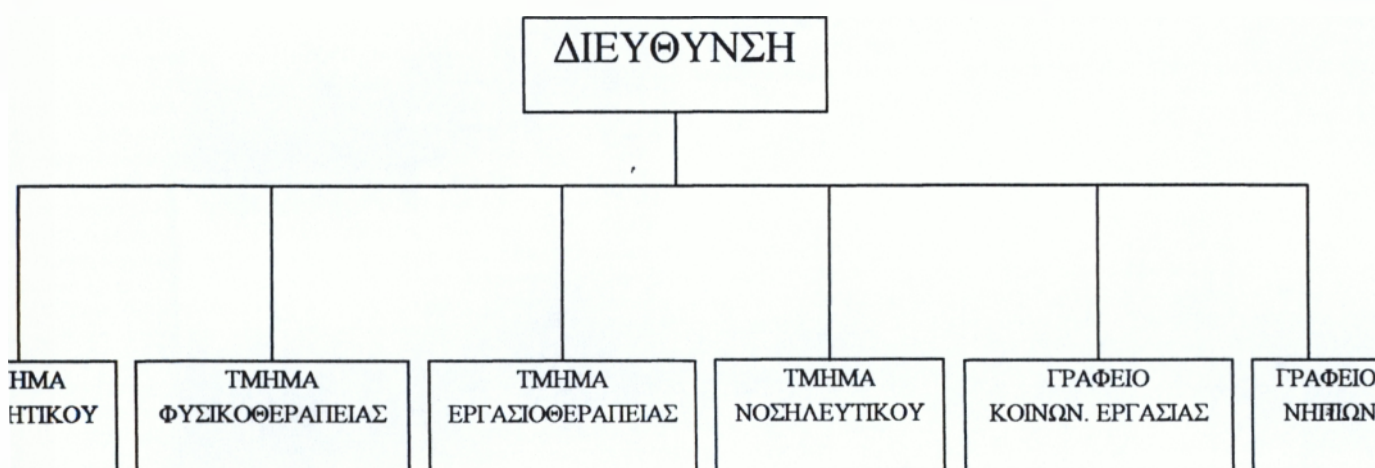 ΔΙΕΥΘΥΝΣΗ
ΤΜΗΜΑ
ΦΥΣΙΚΟΘΕΡΑΠΕΙΑΣ
ΤΜΗΜΑ
ΕΡΓΑΣΙΟΘΕΡΑΠΕΙΑΣ
ΤΜΗΜΑ
ΝΟΣΗΛΕΥΤΙΚΟΥ
ΓΡΑΦΕΙΟ
ΚΟΙΝΩΝ. ΕΡΓΑΣΙΑΣ
ΓΡΑΦΕΙΟ